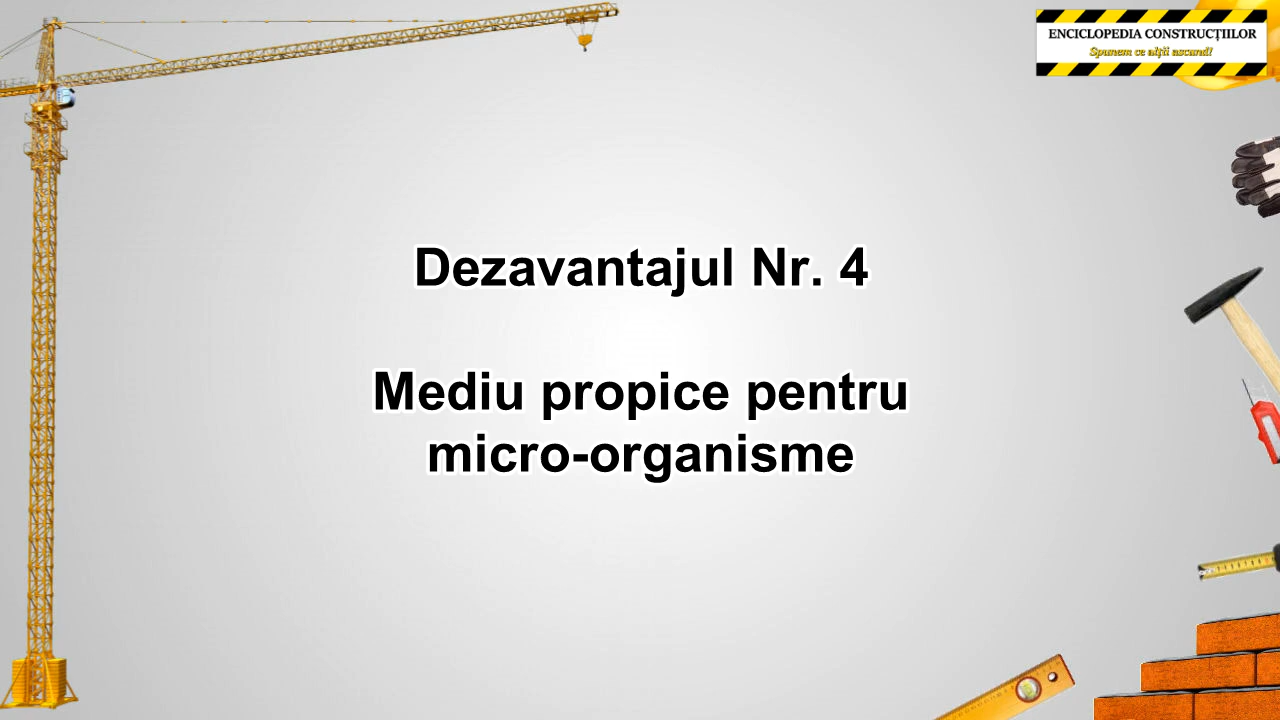 ENCICLOPEDIA CONSTRUCȚIILOR
Spunem ce alții ascund!
Dezavantajul Nr. 4
Mediu propice pentru
micro-organisme